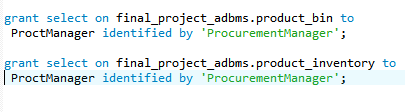 grant select on final_project_adbms.product_bin to
ProctManager identified by 'ProcurementManager';
grant select on final_project_adbms.product_inventory to
ProctManager identified by 'ProcurementManager';